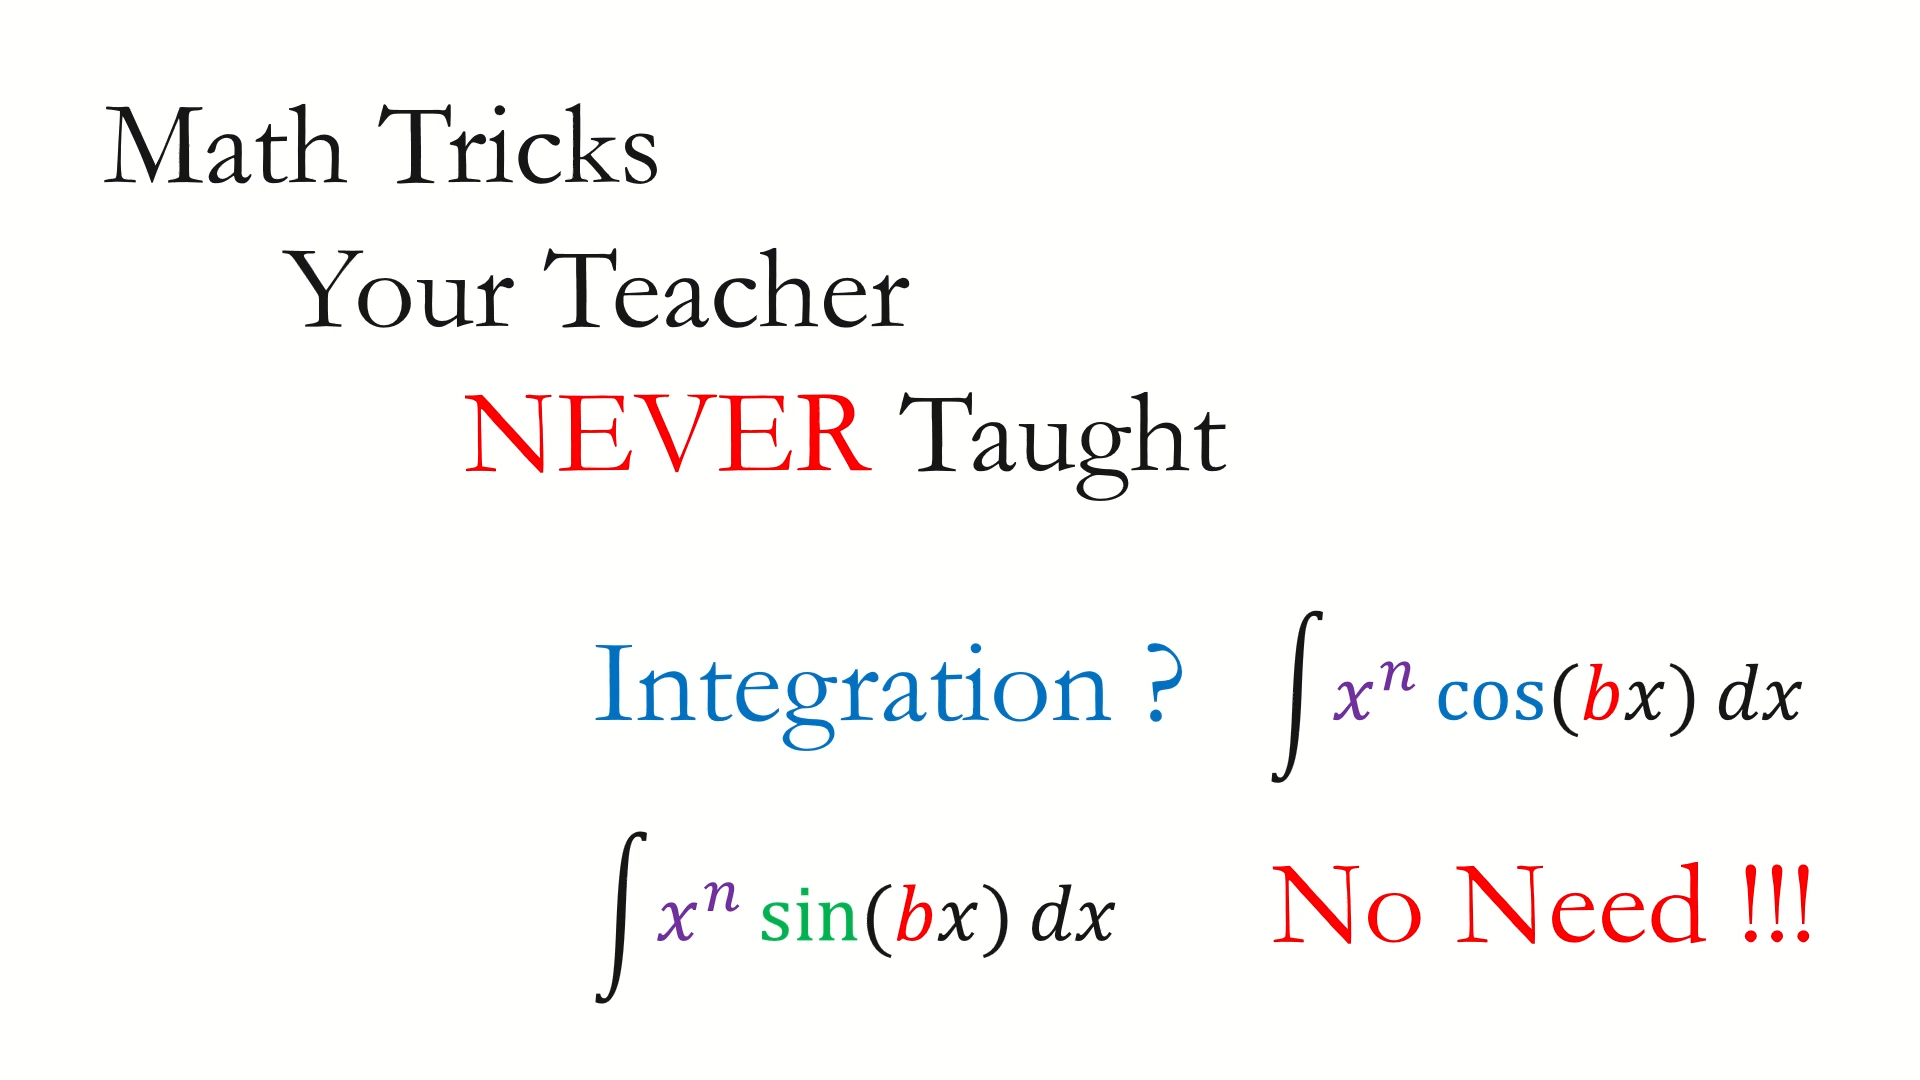 Math Tricks
Your Teacher
NEVER Taught
Integration ? ∫xⁿ cos(bx) dx
∫xⁿ sin(bx) dx No Need !!!